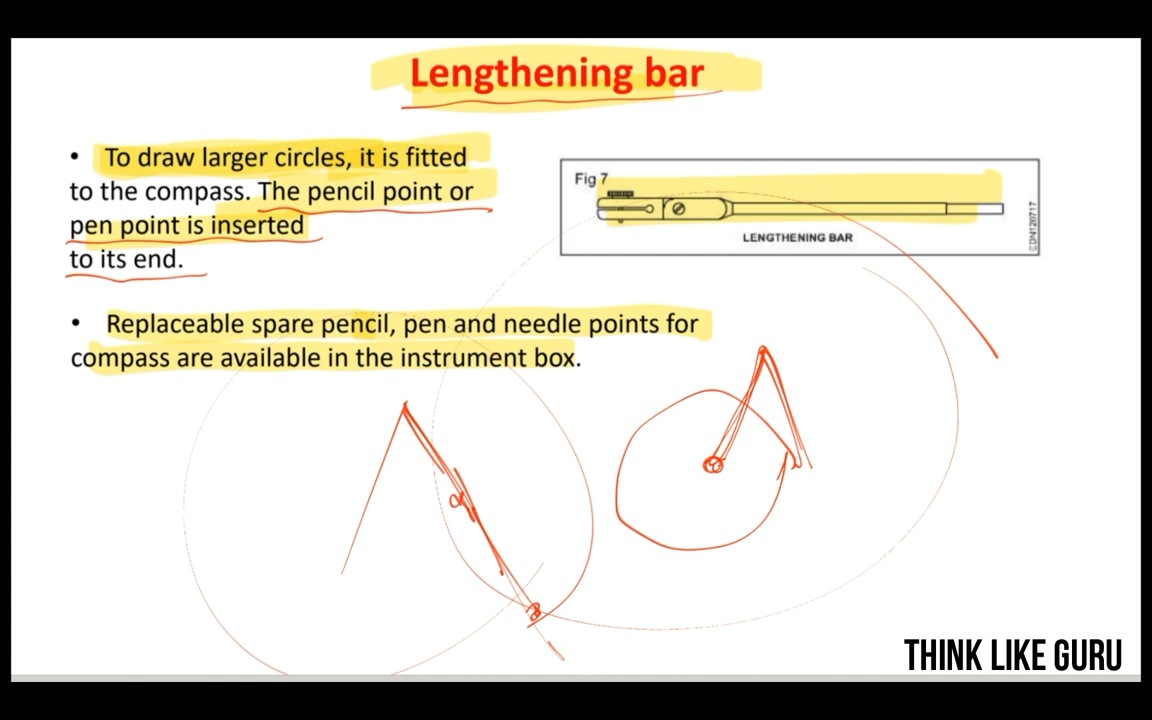 Lengthening bar
• To draw larger circles, it is fitted
to the compass. The pencil point or
pen point is inserted
to its end.
Fig 7
LENGTHENING BAR
EDN120717
• Replaceable spare pencil, pen and needle points for
compass are available in the instrument box.
THINK LIKE GURU